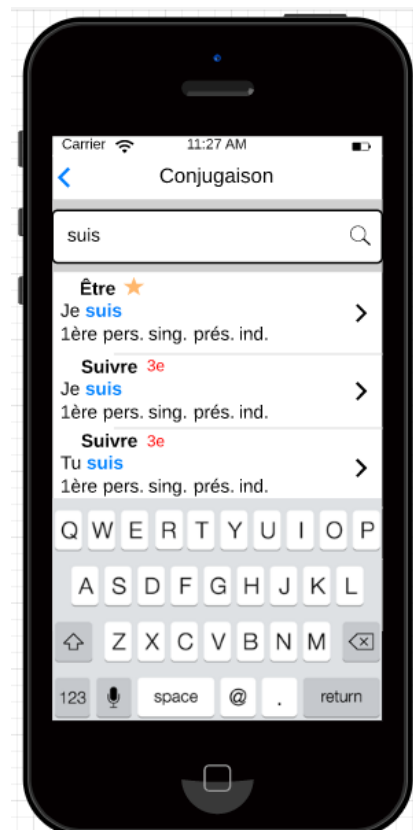 Carrier 11:27 AM
Conjugaison
suis
Être
Je suis
1ère pers. sing. prés. ind.
Suivre 3e
Je suis
1ère pers. sing. prés. ind.
Suivre 3e
Tu suis
1ère pers. sing. prés. ind.
Q W E R T Y U I O P
A S D F G H J K L
Z X C V B N M
123 space @ . return